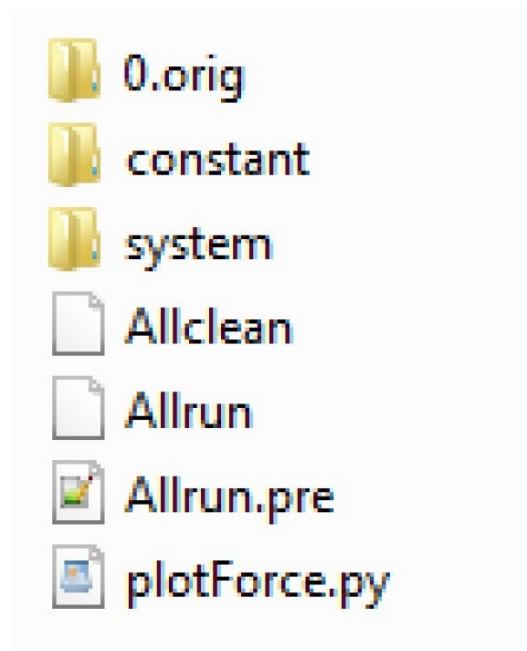 0.orig
constant
system
Allclean
Allrun
Allrun.pre
plotForce.py